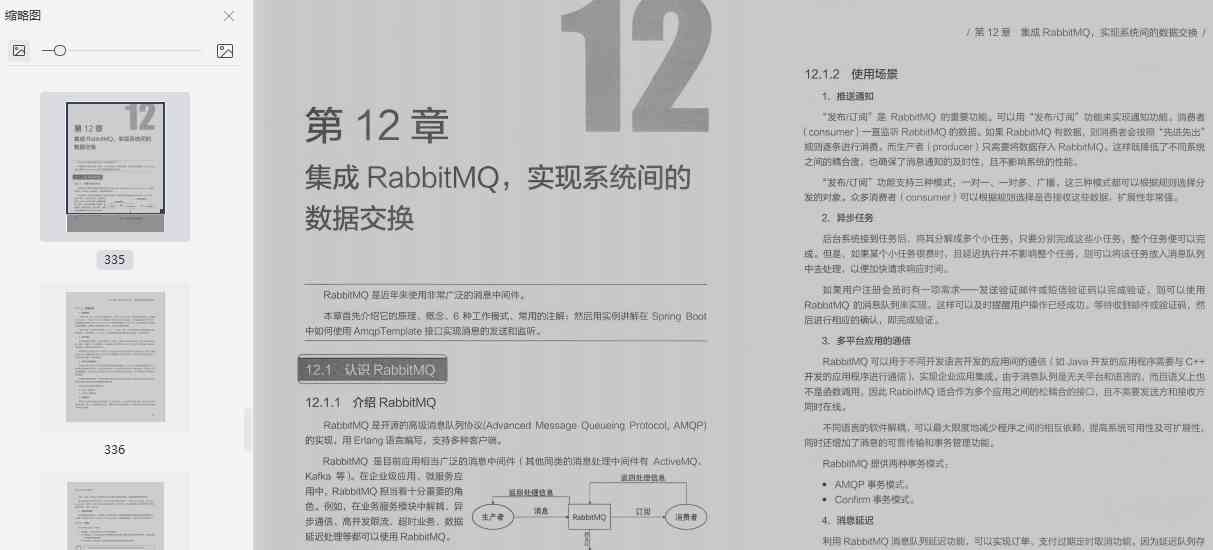 缩略图
335
336
12
第 12 章
集成 RabbitMQ，实现系统间的
数据交换
RabbitMQ 是近年来使用非常广泛的消息中间件。
本章首先介绍它的原理、概念、6 种工作模式、常用的注解；然后用实例讲解在 Spring Boot
中如何使用 AmqpTemplate 接口实现消息的发送和监听。
12.1 认识 RabbitMQ
12.1.1 介绍 RabbitMQ
RabbitMQ 是开源的高级消息队列协议(Advanced Message Queueing Protocol, AMQP)
的实现，用 Erlang 语言编写，支持多种客户端。
RabbitMQ 是目前应用相当广泛的消息中间件（其他同类的消息处理中间件有 ActiveMQ、
Kafka 等）。在企业级应用、微服务应
用中，RabbitMQ 担当着十分重要的角
色。例如，在业务服务模块中解耦、异
步通信、高并发限流、超时业务、数据
延迟处理等都可以使用 RabbitMQ。
返回处理信息
返回处理信息
生产者
消息
RabbitMQ
订阅
消费者
/ 第 12 章 集成 RabbitMQ，实现系统间的数据交换 /
12.1.2 使用场景
1. 推送通知
“发布/订阅”是 RabbitMQ 的重要功能。可以用“发布/订阅”功能来实现通知功能。消费者
（consumer）一直监听 RabbitMQ 的数据。如果 RabbitMQ 有数据，则消费者会按照“先进先出”
规则逐条进行消费。而生产者（producer）只需要将数据存入 RabbitMQ。这样既降低了不同系统
之间的耦合度，也确保了消息通知的及时性，且不影响系统的性能。
“发布/订阅”功能支持三种模式：一对一、一对多、广播。这三种模式都可以根据规则选择分
发的对象。众多消费者（consumer）可以根据规则选择是否接收这些数据，扩展性非常强。
2. 异步任务
后台系统接到任务后，将其分解成多个小任务，只要分别完成这些小任务，整个任务便可以完
成。但是，如果某个小任务很费时，且延迟执行并不影响整个任务，则可以将该任务放入消息队列
中去处理，以便加快请求响应时间。
如果用户注册会员时有一项需求——发送验证邮件或短信验证码以完成验证，则可以使用
RabbitMQ 的消息队列来实现，这样可以及时提醒用户操作已经成功。等待收到邮件或验证码，然
后进行相应的确认，即完成验证。
3. 多平台应用的通信
RabbitMQ 可以用于不同开发语言开发的应用间的通信（如 Java 开发的应用程序需要与 C++
开发的应用程序进行通信），实现企业应用集成。由于消息队列是无关平台和语言的，而且语义上也
不是函数调用，因此 RabbitMQ 适合作为多个应用之间的松耦合的接口，且不需要发送方和接收方
同时在线。
不同语言的软件解耦，可以最大限度地减少程序之间的相互依赖，提高系统可用性及可扩展性，
同时还增加了消息的可靠传输和事务管理功能。
RabbitMQ 提供两种事务模式：
• AMQP 事务模式。
• Confirm 事务模式。
4. 消息延迟
利用 RabbitMQ 消息队列延迟功能，可以实现订单、支付过期定时取消功能。因为延迟队列存